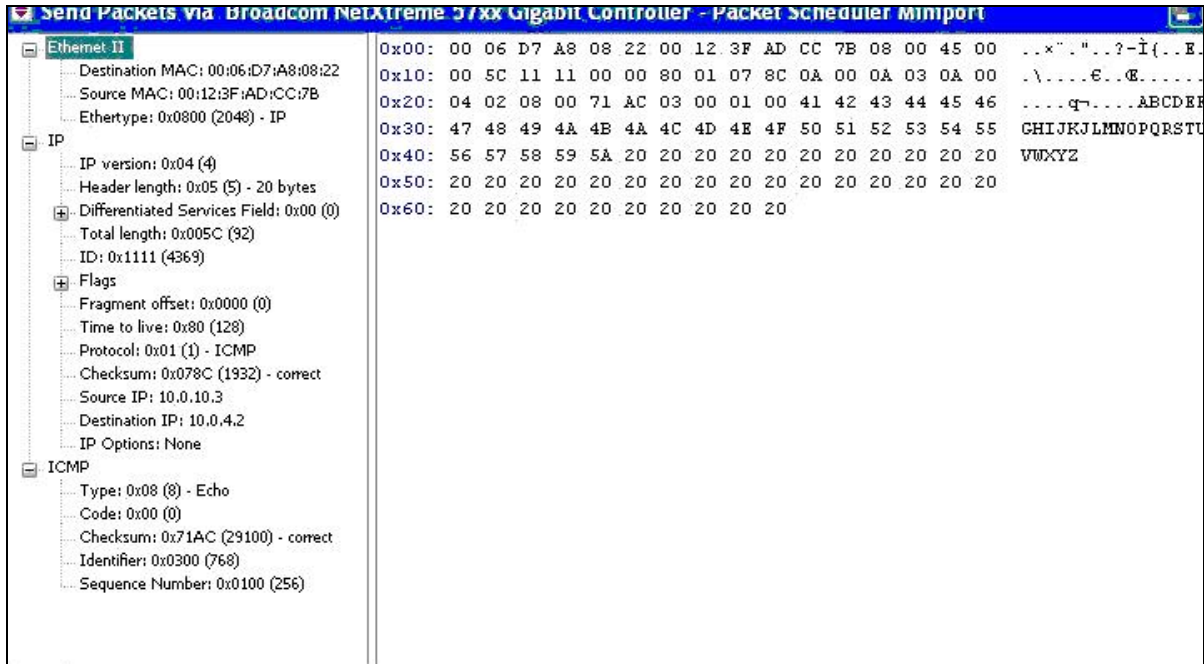 Send Packets Via Broadcom NetXtreme 57xx Gigabit Controller - Packet Scheduler Miniport
Ethernet II
Destination MAC: 00:06:D7:A8:08:22
Source MAC: 00:12:3F:AD:CC:7B
Ethertype: 0x0800 (2048) - IP
IP
IP version: 0x04 (4)
Header length: 0x05 (5) - 20 bytes
Differentiated Services Field: 0x00 (0)
Total length: 0x005C (92)
ID: 0x1111 (4369)
Flags
Fragment offset: 0x0000 (0)
Time to live: 0x80 (128)
Protocol: 0x01 (1) - ICMP
Checksum: 0x078C (1932) - correct
Source IP: 10.0.10.3
Destination IP: 10.0.4.2
IP Options: None
ICMP
Type: 0x08 (8) - Echo
Code: 0x00 (0)
Checksum: 0x71AC (29100) - correct
Identifier: 0x0300 (768)
Sequence Number: 0x0100 (256)
0x00: 00 06 D7 A8 08 22 00 12 3F AD CC 7B 08 00 45 00 ..×¨."..?-Ì{..E.
0x10: 00 5C 11 11 00 00 80 01 07 8C 0A 00 0A 03 0A 00 .\....€..Œ......
0x20: 04 02 08 00 71 AC 03 00 01 00 41 42 43 44 45 46 ....q¬....ABCDEF
0x30: 47 48 49 4A 4B 4A 4C 4D 4E 4F 50 51 52 53 54 55 GHIJKJLMNOPQRSTU
0x40: 56 57 58 59 5A 20 20 20 20 20 20 20 20 20 20 20 VWXYZ
0x50: 20 20 20 20 20 20 20 20 20 20 20 20 20 20 20 20
0x60: 20 20 20 20 20 20 20 20 20 20